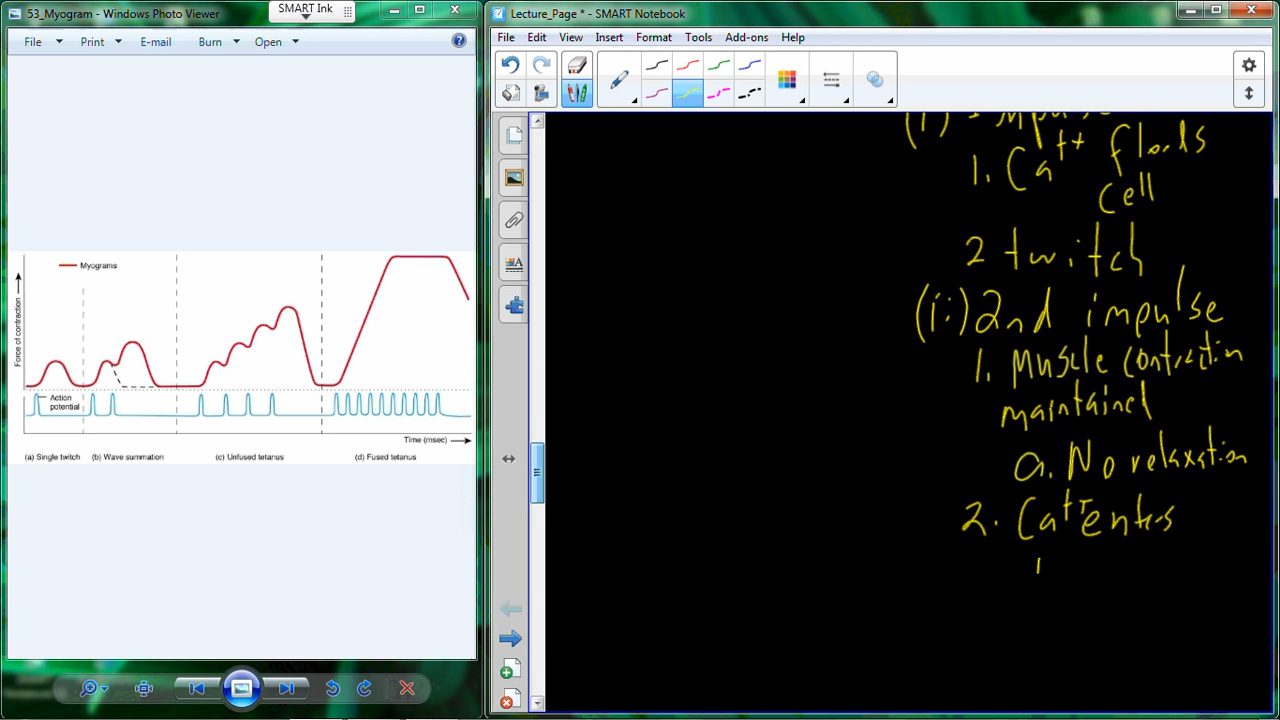 53_Myogram - Windows Photo Viewer
SMART Ink
File Print E-mail Burn Open
Myograms
Force of contraction
Action
potential
Time (msec)
(a) Single twitch (b) Wave summation (c) Unfused tetanus (d) Fused tetanus
Lecture_Page * - SMART Notebook
File Edit View Insert Format Tools Add-ons Help
1. Ca++ floods
cell
2 twitch
(ii) 2nd impulse
1. Muscle contraction
maintained
a. No relaxation
2. Ca++ enters